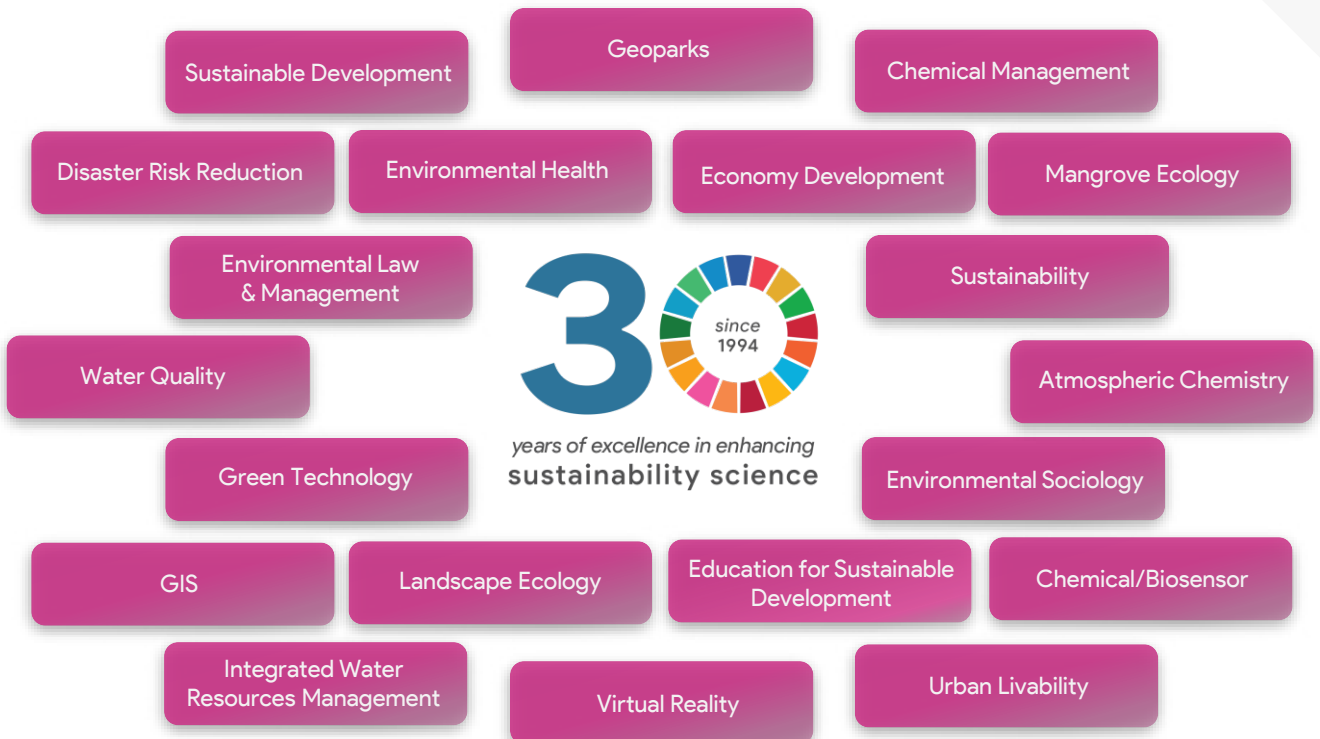 Geoparks
Sustainable Development
Chemical Management
Disaster Risk Reduction
Environmental Health
Economy Development
Mangrove Ecology
Environmental Law
& Management
30
since
1994
Sustainability
Water Quality
Atmospheric Chemistry
years of excellence in enhancing
sustainability science
Green Technology
Environmental Sociology
GIS
Landscape Ecology
Education for Sustainable
Development
Chemical/Biosensor
Integrated Water
Resources Management
Virtual Reality
Urban Livability